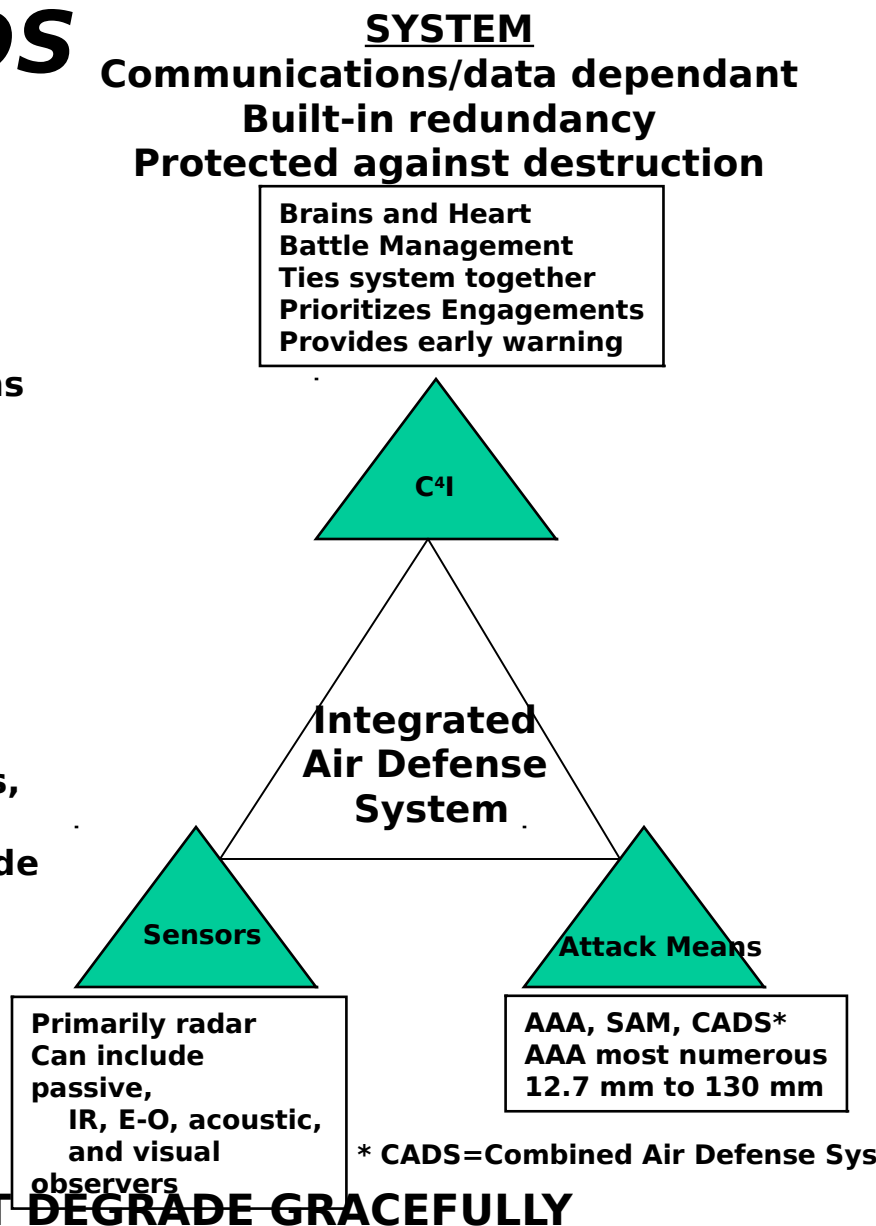 DS
SYSTEM
Communications/data dependant
Built-in redundancy
Protected against destruction
Brains and Heart
Battle Management
Ties system together
Prioritizes Engagements
Provides early warning
C⁴I
Integrated
Air Defense
System
s,
de
Sensors
Attack Means
Primarily radar
Can include
passive,
IR, E-O, acoustic,
and visual
observers
AAA, SAM, CADS*
AAA most numerous
12.7 mm to 130 mm
* CADS=Combined Air Defense Sys
T DEGRADE GRACEFULLY